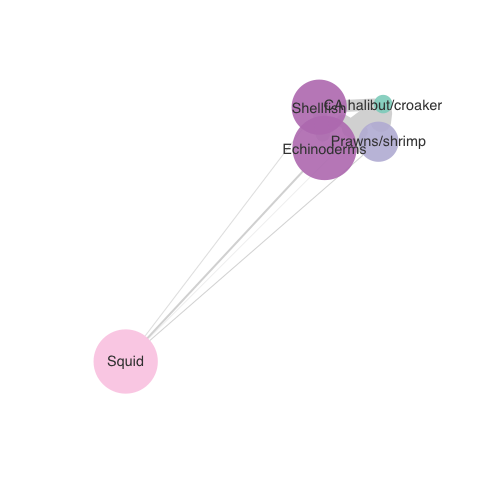 CA halibut/croaker
Shellfish
Prawns/shrimp
Echinoderms
Squid